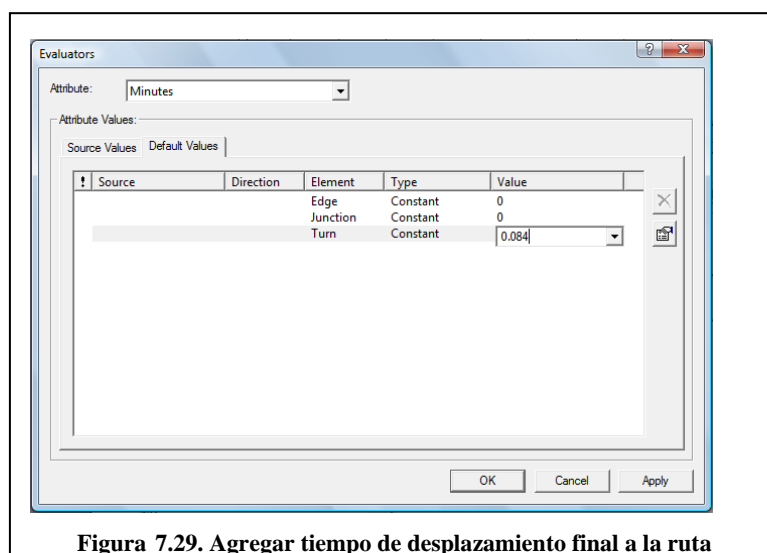 Evaluators
Attribute: Minutes
Attribute Values:
Source Values Default Values
! Source Direction Element Type Value
Edge Constant 0
Junction Constant 0
Turn Constant 0.084
OK Cancel Apply
Figura 7.29. Agregar tiempo de desplazamiento final a la ruta